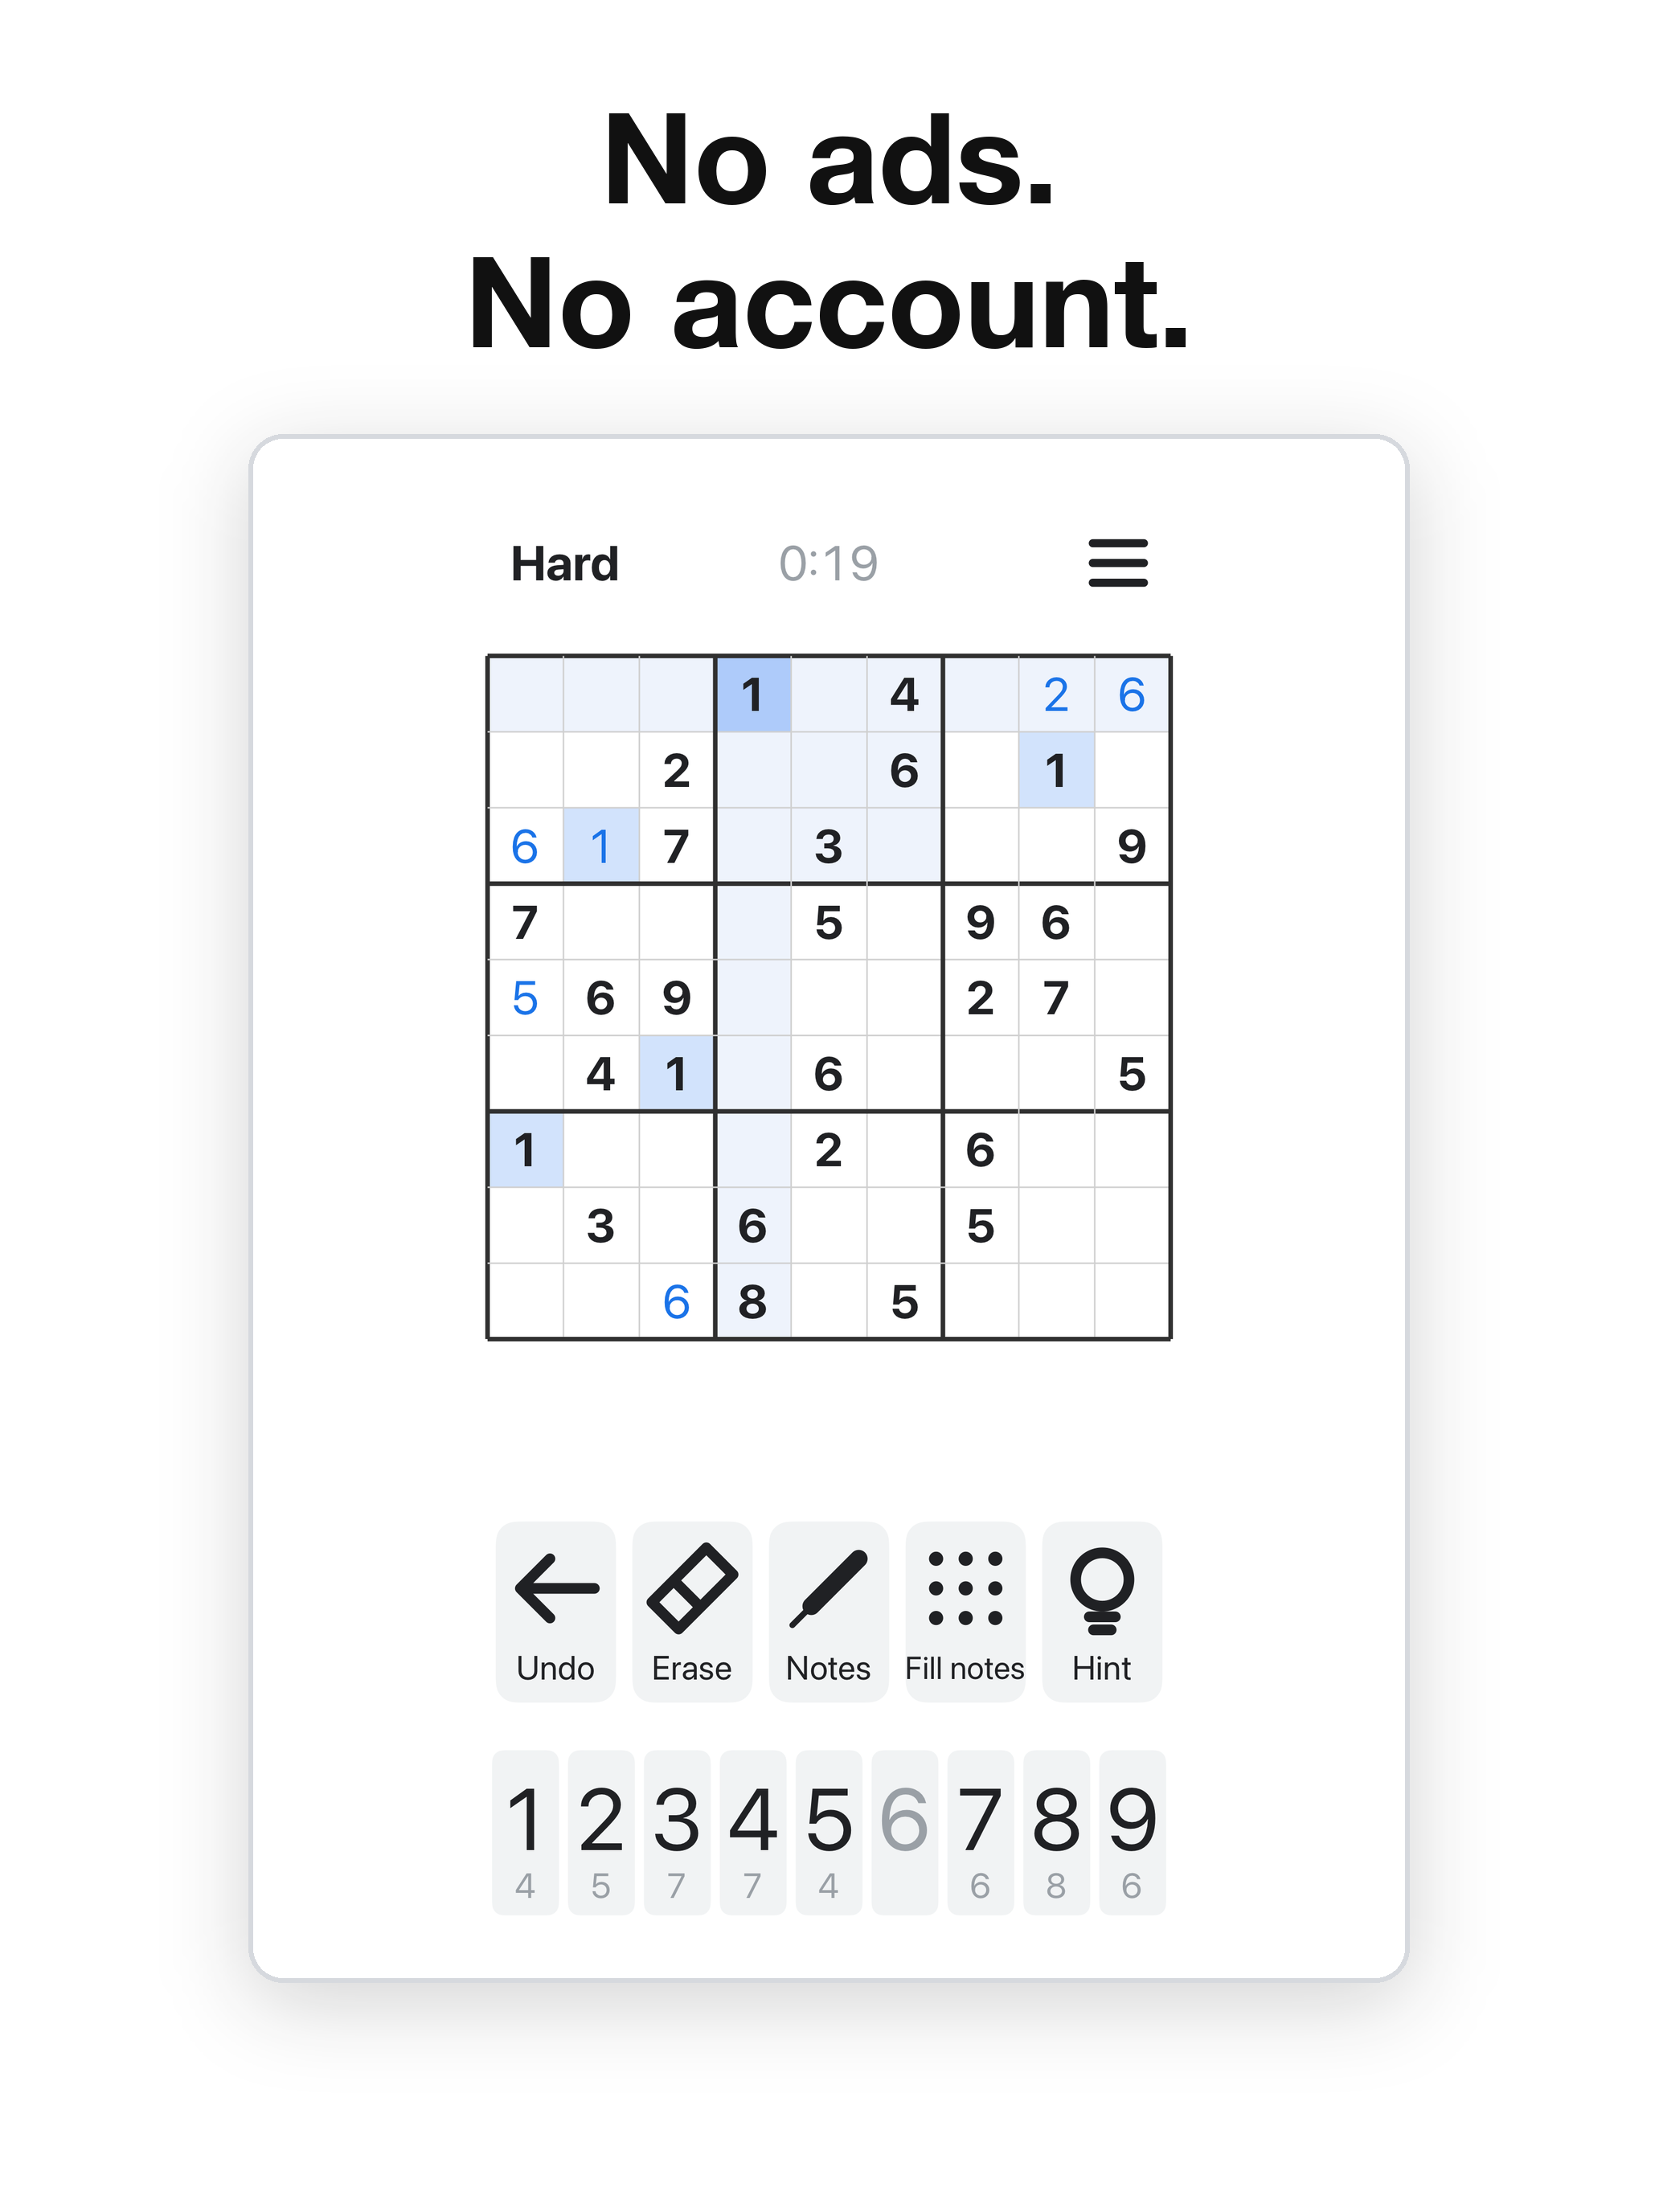 No ads.
No account.
Hard 0:19
1 4 2 6
2 6 1
6 1 7 3 9
7 5 9 6
5 6 9 2 7
4 1 6 5
1 2 6
3 6 5
6 8 5
Undo Erase Notes Fill notes Hint
1 2 3 4 5 6 7 8 9
4 5 7 7 4 6 8 6